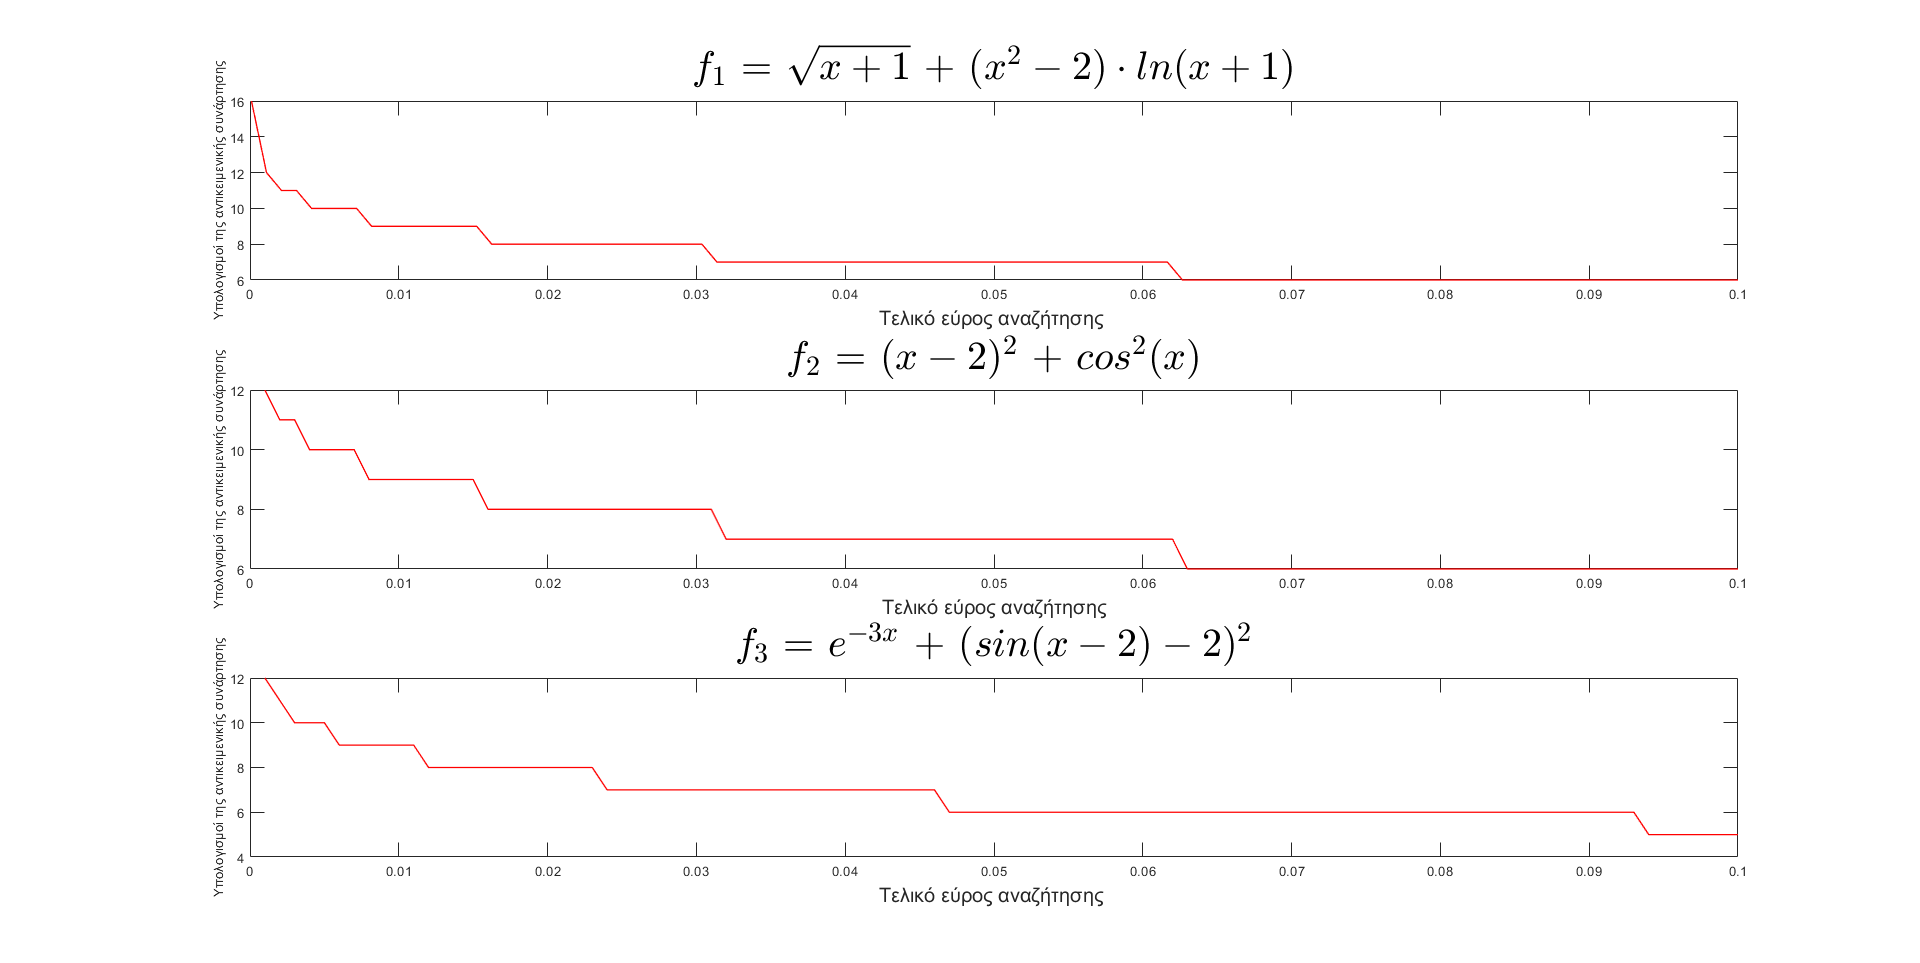 f₁ = √(x + 1) + (x² − 2) · ln(x + 1)
Υπολογισμοί της αντικειμενικής συνάρτησης
16
14
12
10
8
6
0 0.01 0.02 0.03 0.04 0.05 0.06 0.07 0.08 0.09 0.1
Τελικό εύρος αναζήτησης
f₂ = (x − 2)² + cos²(x)
Υπολογισμοί της αντικειμενικής συνάρτησης
12
10
8
6
0 0.01 0.02 0.03 0.04 0.05 0.06 0.07 0.08 0.09 0.1
Τελικό εύρος αναζήτησης
f₃ = e⁻³ˣ + (sin(x − 2) − 2)²
Υπολογισμοί της αντικειμενικής συνάρτησης
12
10
8
6
4
0 0.01 0.02 0.03 0.04 0.05 0.06 0.07 0.08 0.09 0.1
Τελικό εύρος αναζήτησης